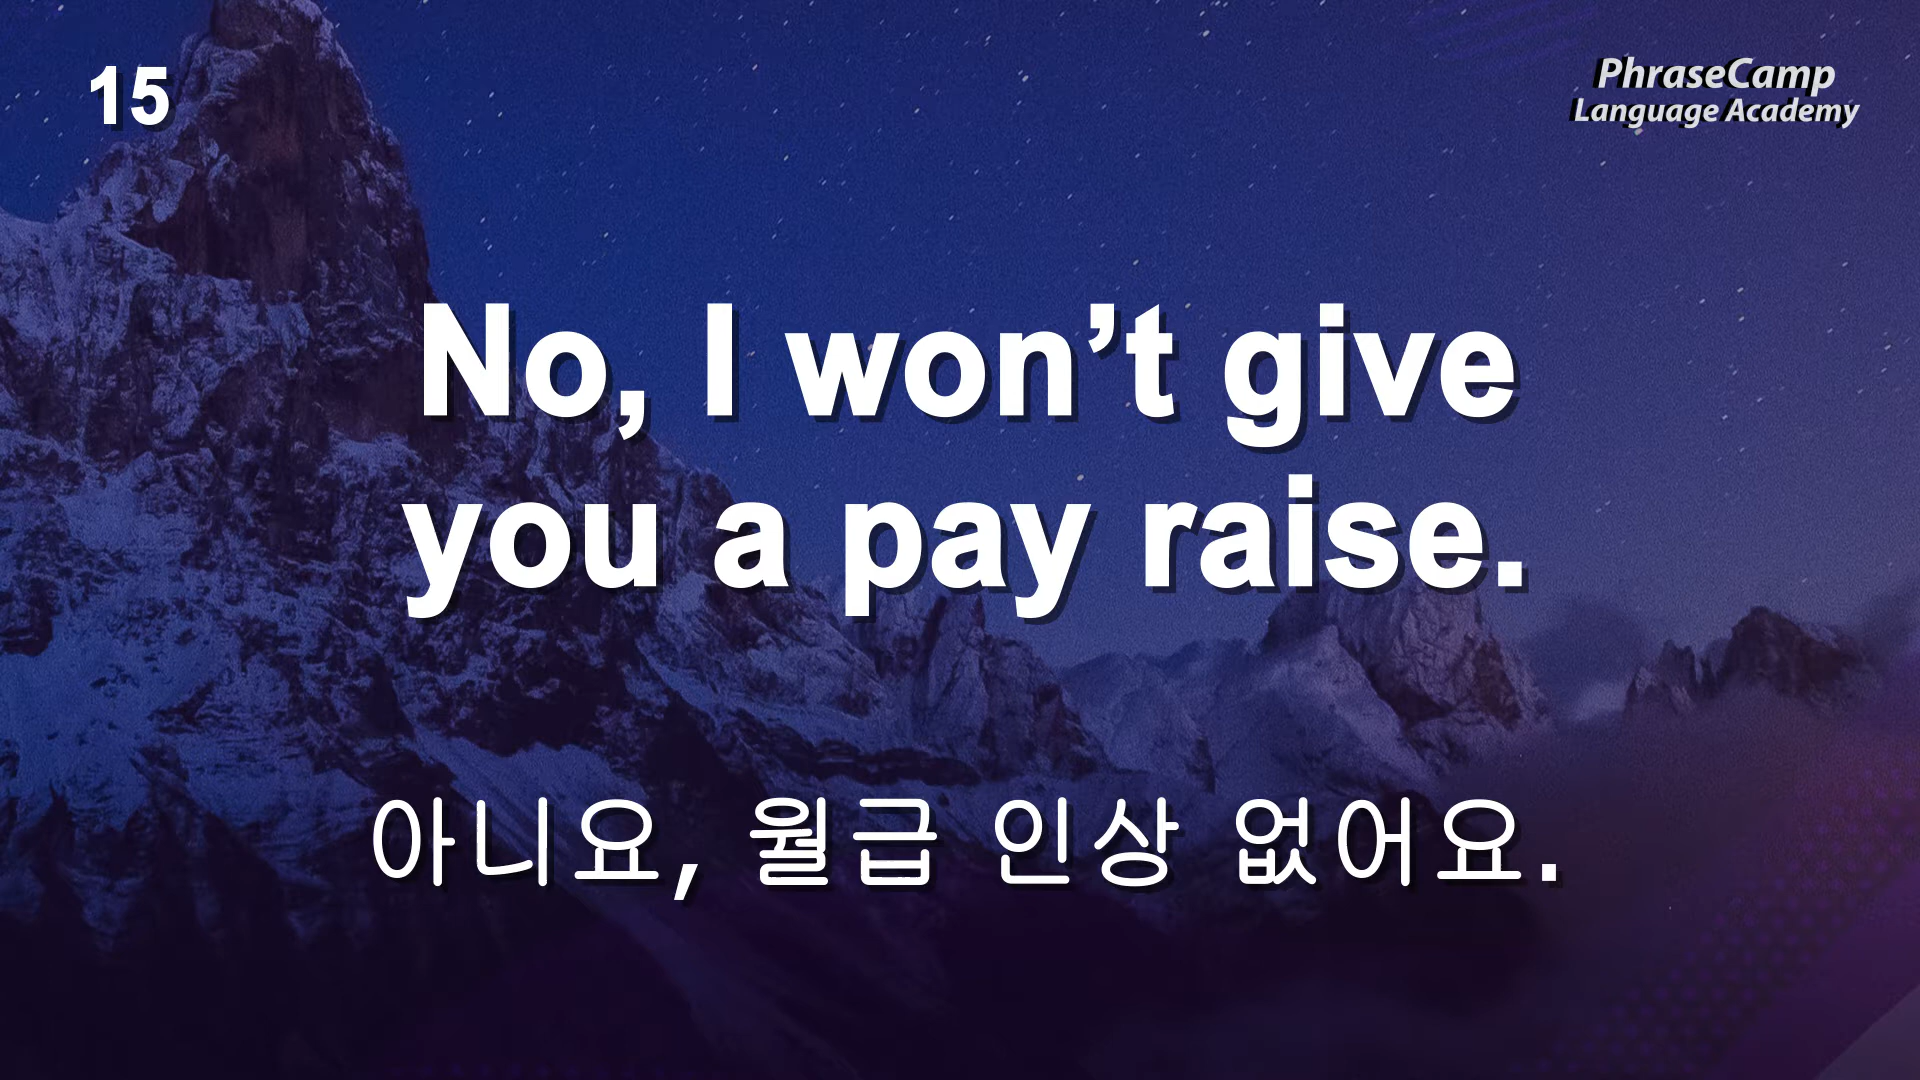 15
PhraseCamp
Language Academy
No, I won’t give
you a pay raise.
아니요, 월급 인상 없어요.